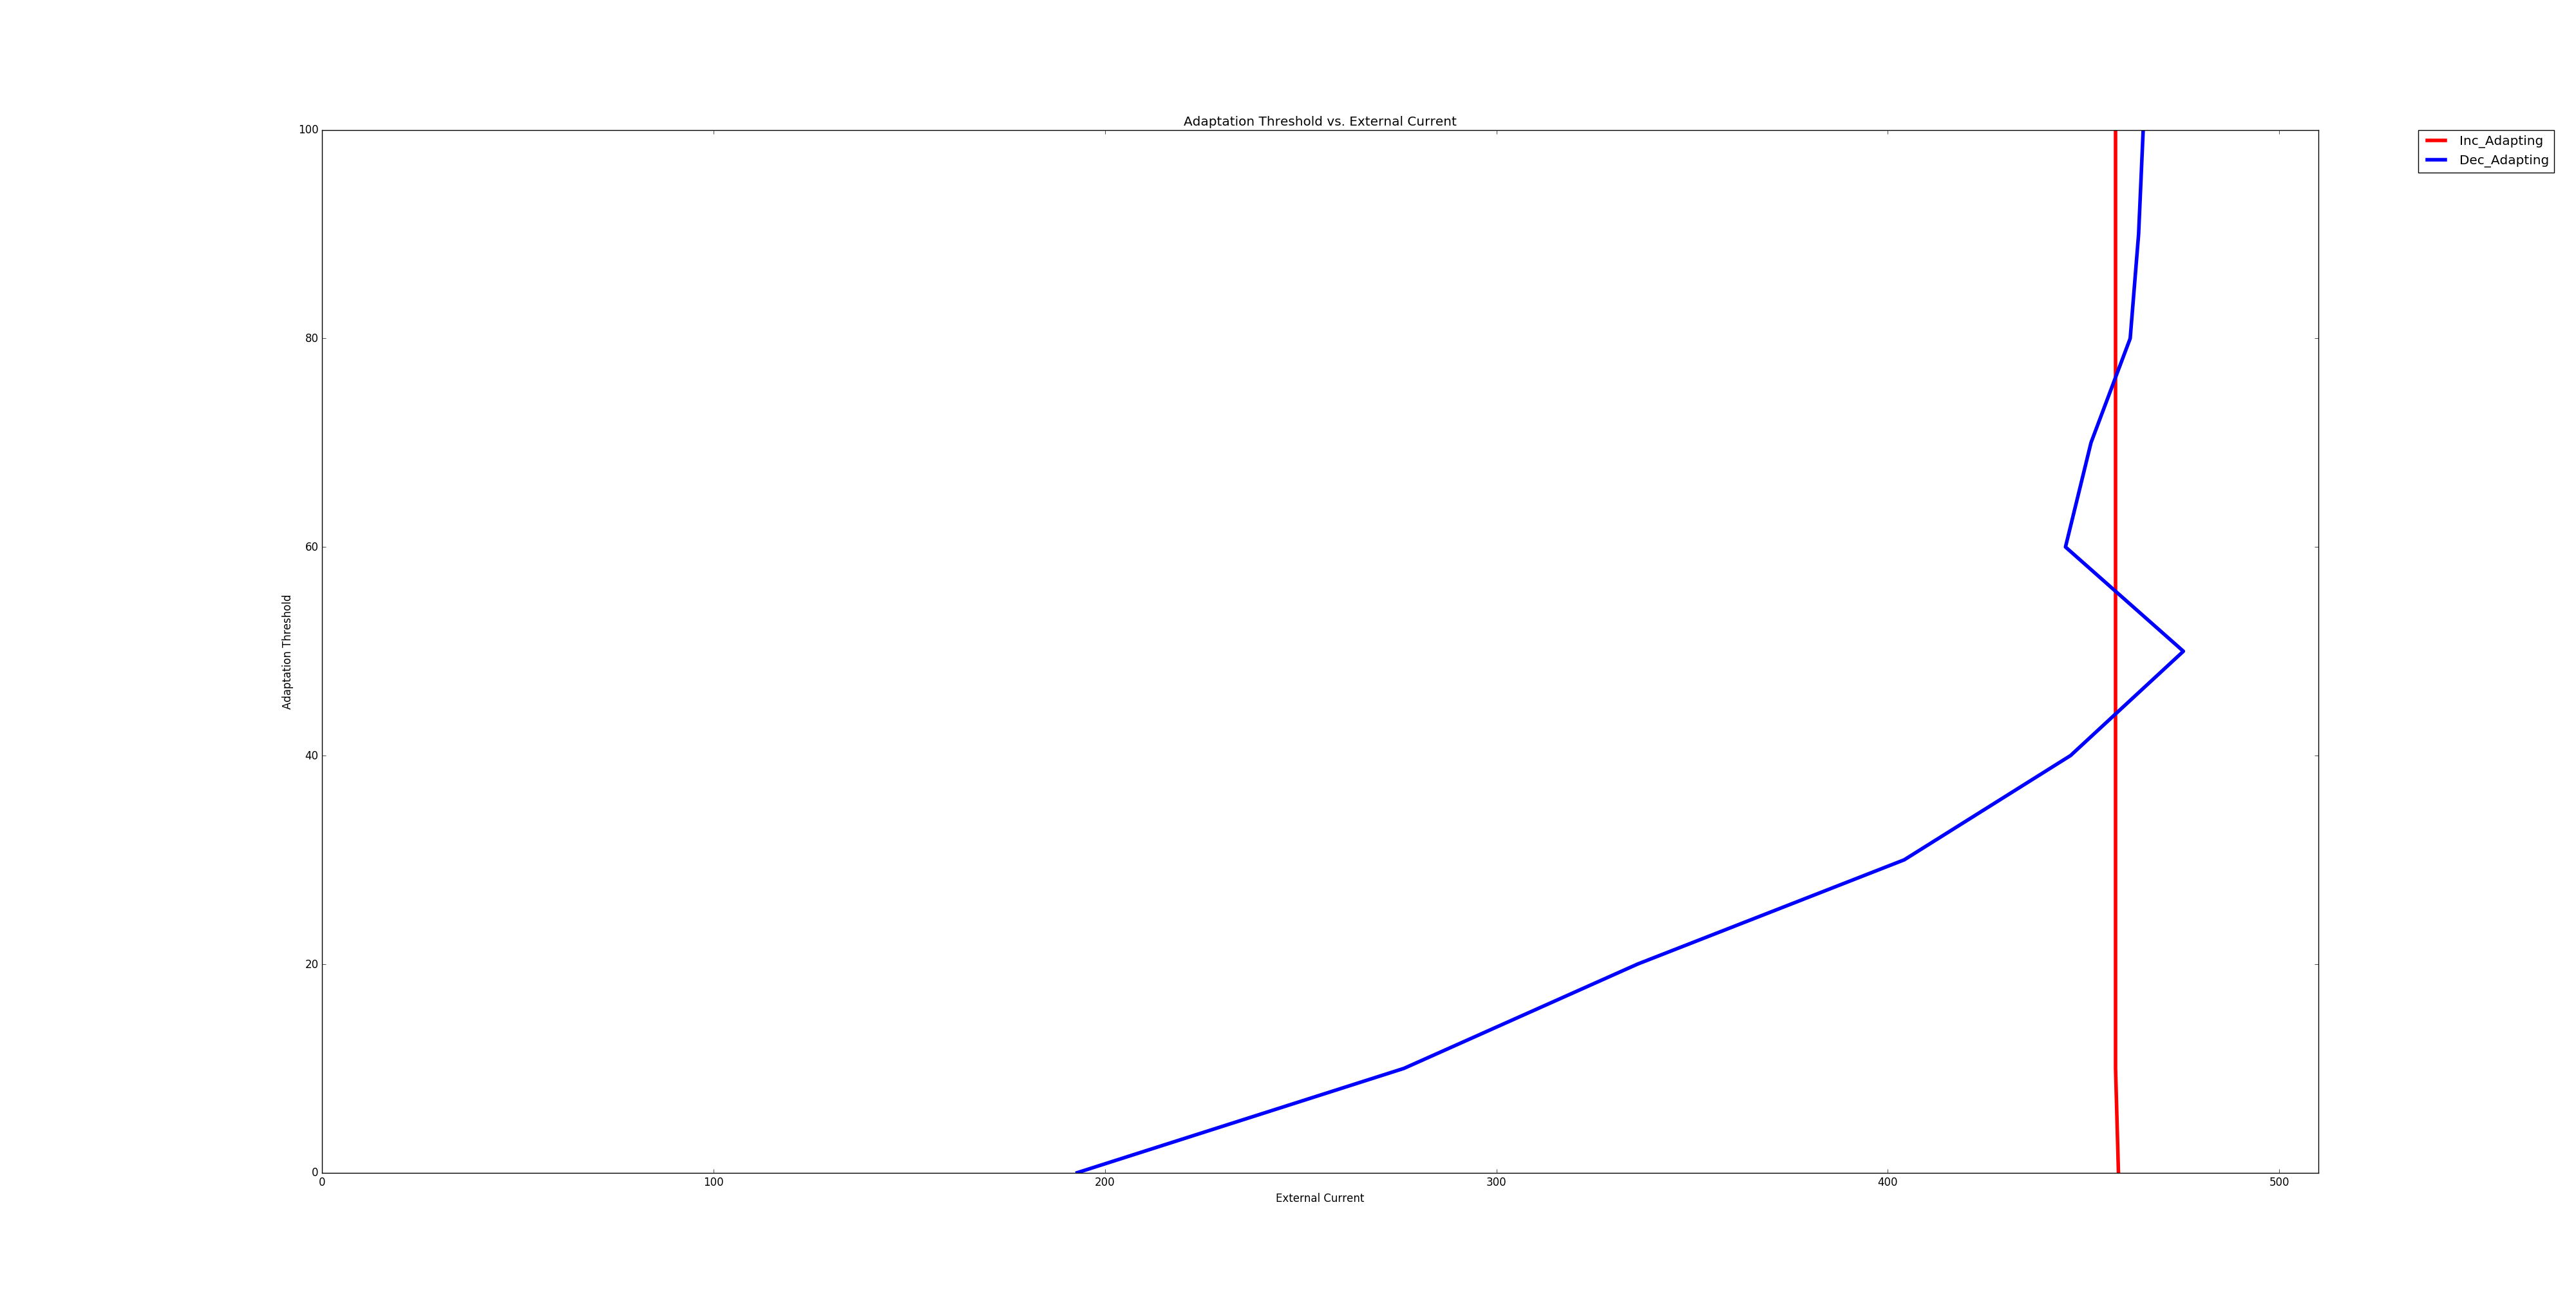 Adaptation Threshold vs. External Current
Inc_Adapting
Dec_Adapting
100
80
60
40
20
0
Adaptation Threshold
0 100 200 300 400 500
External Current